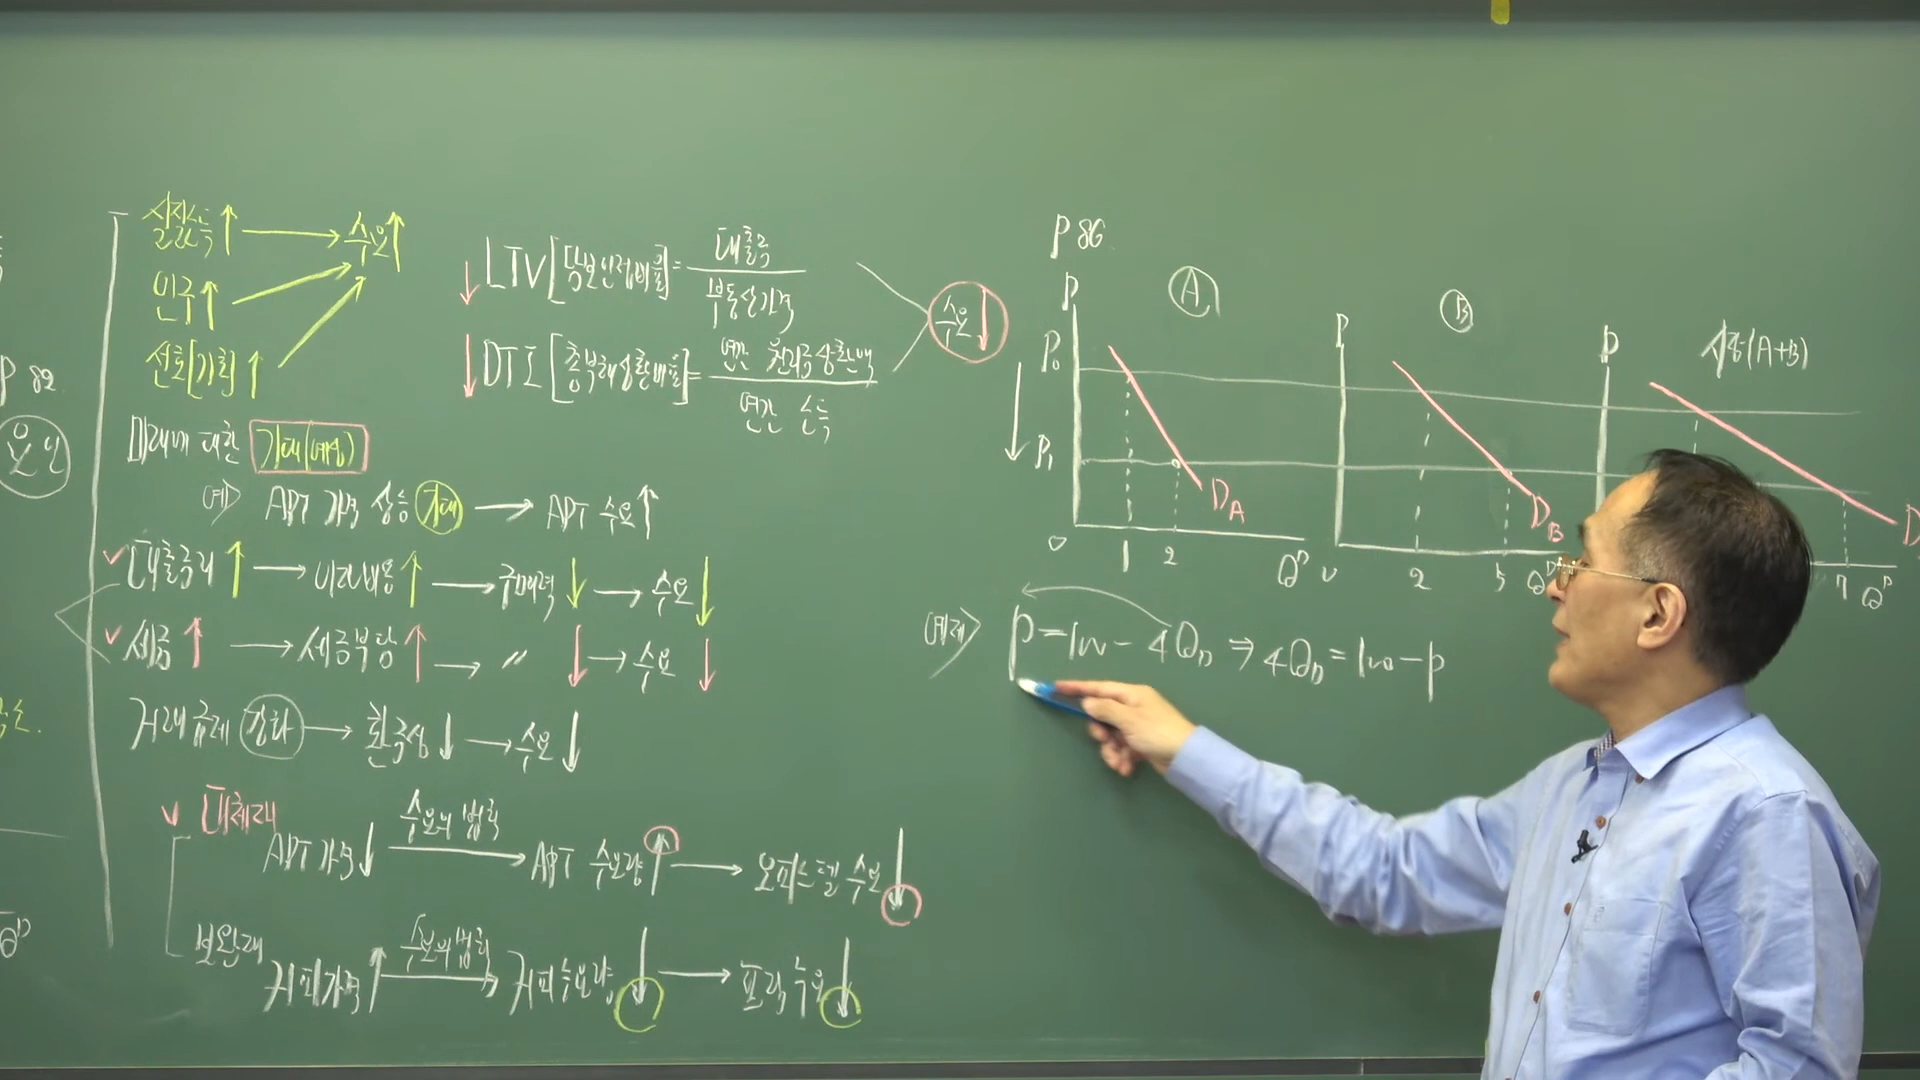 P 82
요인
실질소득↑ → 수요↑
인구↑
선호[기호]↑
미래에 대한 기대(예상)
예> APT 가격 상승 기대 → APT 수요↑
✓ 대출금리↑ → 이자비용↑ → 구매력↓ → 수요↓
✓ 세금↑ → 세금부담↑ → 〃 ↓ → 수요↓
거래규제 강화 → 환금성↓ → 수요↓
✓ 대체재
APT 가격↓ 수요의 법칙 → APT 수요량↑ → 오피스텔 수요↓
보완재
커피가격↑ 수요의 법칙 → 커피수요량↓ → 프림수요↓
↓ LTV[담보인정비율] = 대출금 / 부동산가격
↓ DTI[총부채상환비율] = 연간 원리금상환액 / 연간 소득
수요↓
P 86
P A
P₀
P₁
D_A
0 1 2 Q^D
P B
D_B
0 2 5 Q^D
P 시장(A+B)
D
7 Q^D
예제> P = 100 - 4Q_D ⇒ 4Q_D = 100 - P